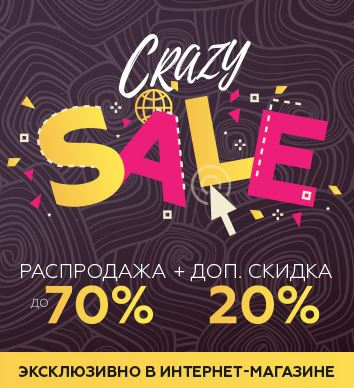 Crazy
SALE
РАСПРОДАЖА + ДОП. СКИДКА
ДО 70% 20%
ЭКСКЛЮЗИВНО В ИНТЕРНЕТ-МАГАЗИНЕ